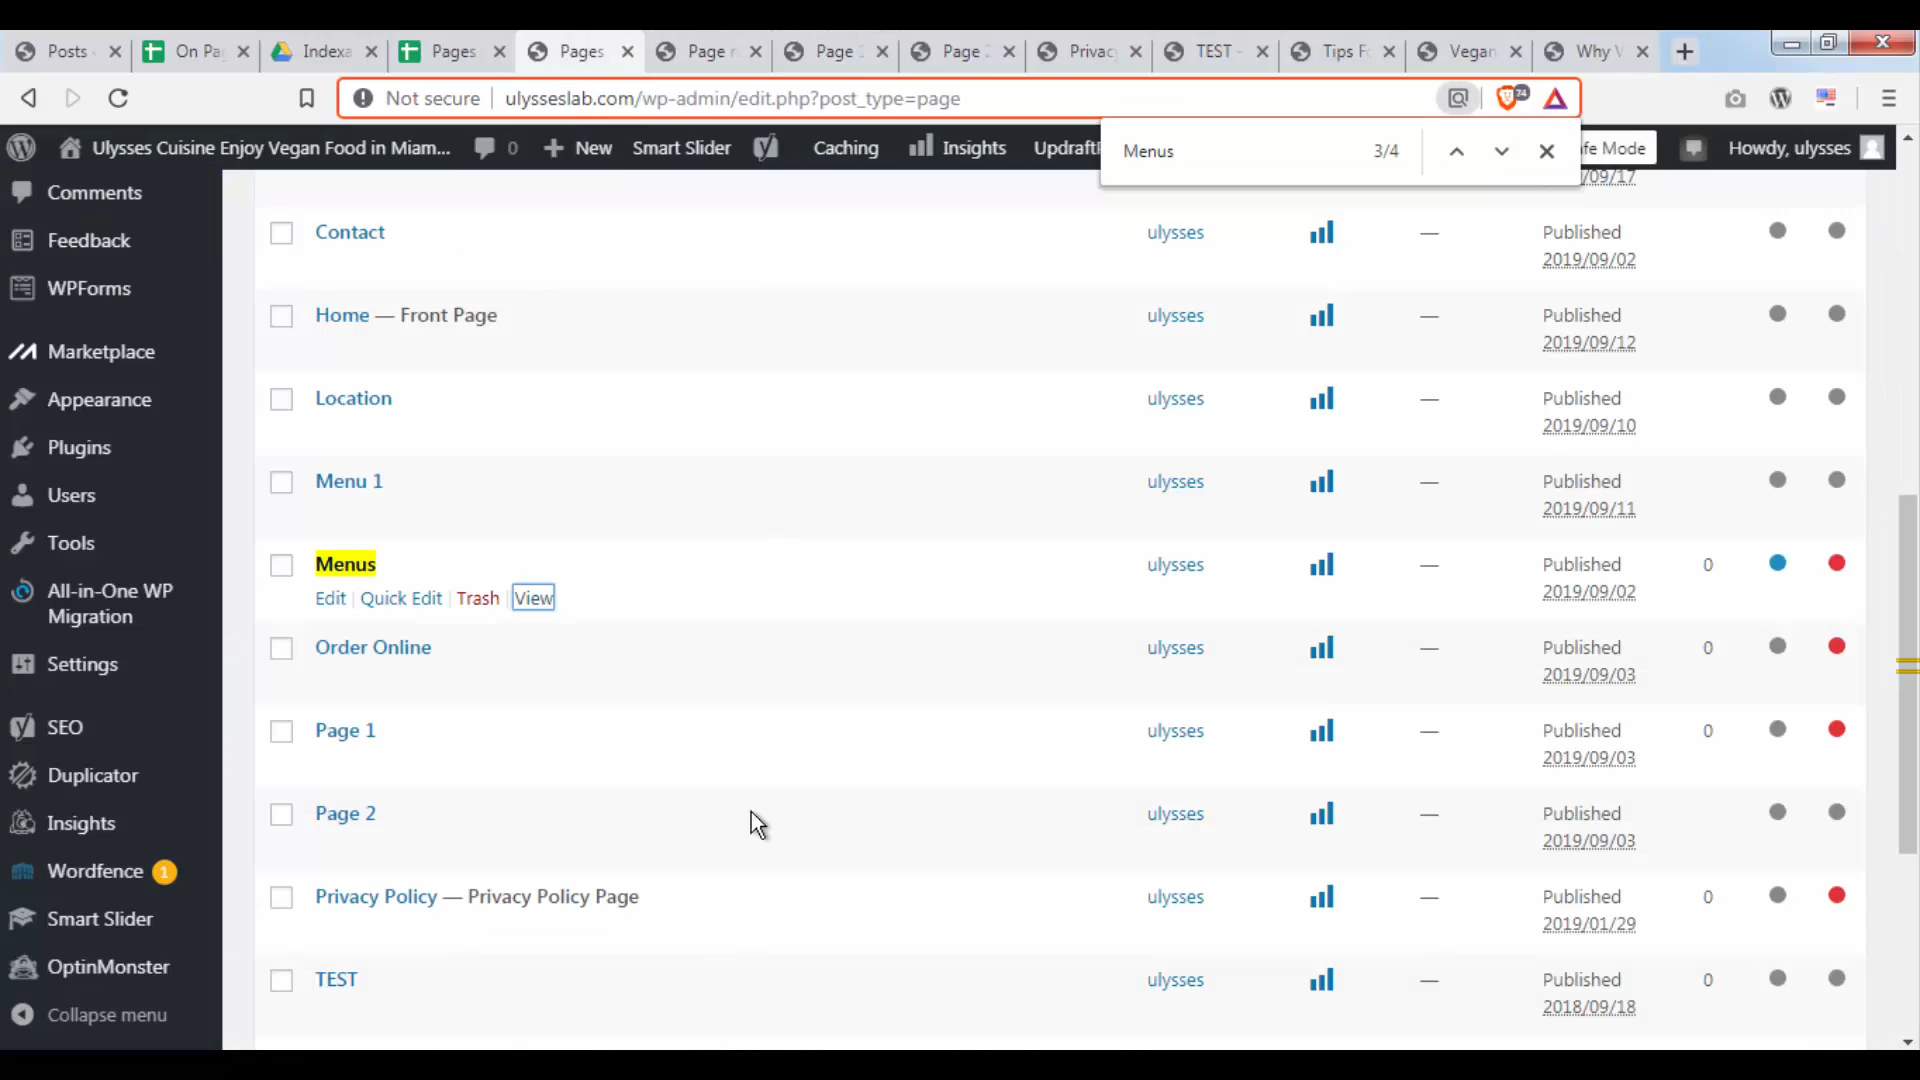 Posts
On Pa
Indexa
Pages
Pages
Page
Page
Page
Privac
TEST -
Tips Fo
Vegan
Why V
Not secure
ulysseslab.com/wp-admin/edit.php?post_type=page
74
Ulysses Cuisine Enjoy Vegan Food in Miam...
0
New
Smart Slider
Caching
Insights
Updraft
Menus
3/4
fe Mode
Howdy, ulysses
Comments
Feedback
WPForms
Marketplace
Appearance
Plugins
Users
Tools
All-in-One WP
Migration
Settings
SEO
Duplicator
Insights
Wordfence 1
Smart Slider
OptinMonster
Collapse menu
/09/17
Contact ulysses — Published
2019/09/02
Home — Front Page ulysses — Published
2019/09/12
Location ulysses — Published
2019/09/10
Menu 1 ulysses — Published
2019/09/11
Menus ulysses — Published 0
2019/09/02
Edit | Quick Edit | Trash | View
Order Online ulysses — Published 0
2019/09/03
Page 1 ulysses — Published 0
2019/09/03
Page 2 ulysses — Published
2019/09/03
Privacy Policy — Privacy Policy Page ulysses — Published 0
2019/01/29
TEST ulysses — Published 0
2018/09/18